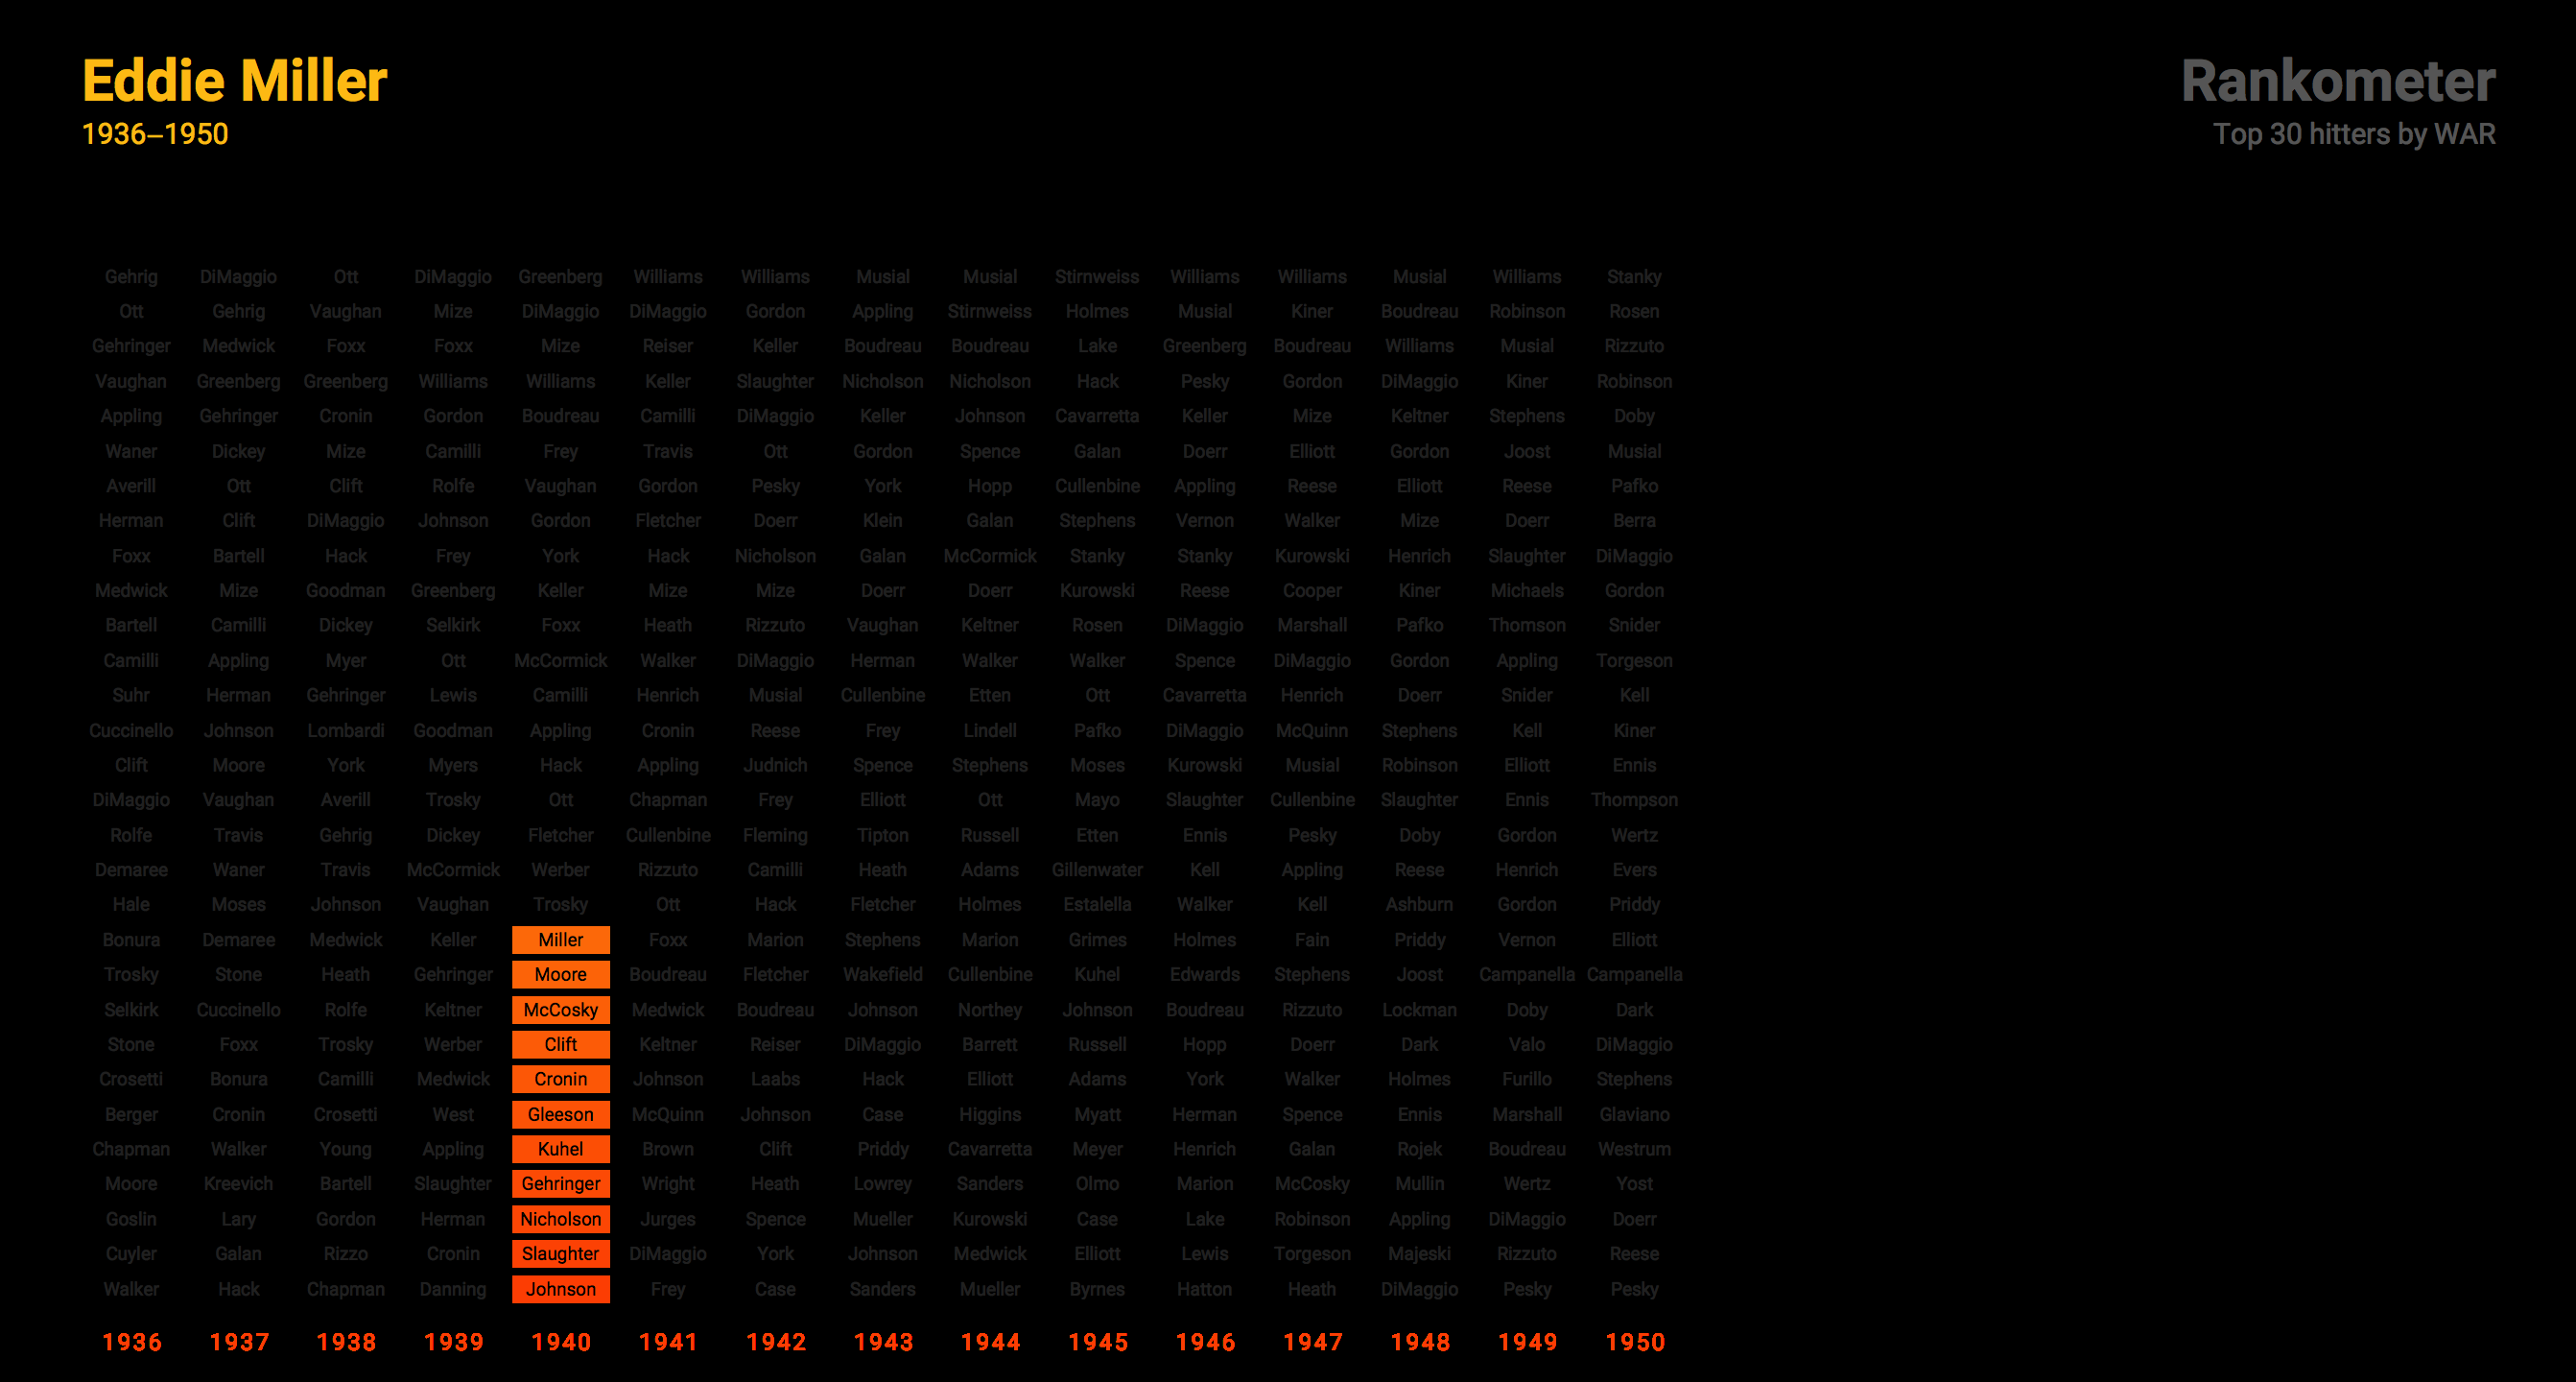 Eddie Miller
1936–1950
Rankometer
Top 30 hitters by WAR
Gehrig DiMaggio Ott DiMaggio Greenberg Williams Williams Musial Musial Stirnweiss Williams Williams Musial Williams Stanky
Ott Gehrig Vaughan Mize DiMaggio DiMaggio Gordon Appling Stirnweiss Holmes Musial Kiner Boudreau Robinson Rosen
Gehringer Medwick Foxx Foxx Mize Reiser Keller Boudreau Boudreau Lake Greenberg Boudreau Williams Musial Rizzuto
Vaughan Greenberg Greenberg Williams Williams Keller Slaughter Nicholson Nicholson Hack Pesky Gordon DiMaggio Kiner Robinson
Appling Gehringer Cronin Gordon Boudreau Camilli DiMaggio Keller Johnson Cavarretta Keller Mize Keltner Stephens Doby
Waner Dickey Mize Camilli Frey Travis Ott Gordon Spence Galan Doerr Elliott Gordon Joost Musial
Averill Ott Clift Rolfe Vaughan Gordon Pesky York Hopp Cullenbine Appling Reese Elliott Reese Pafko
Herman Clift DiMaggio Johnson Gordon Fletcher Doerr Klein Galan Stephens Vernon Walker Mize Doerr Berra
Foxx Bartell Hack Frey York Hack Nicholson Galan McCormick Stanky Stanky Kurowski Henrich Slaughter DiMaggio
Medwick Mize Goodman Greenberg Keller Mize Mize Doerr Doerr Kurowski Reese Cooper Kiner Michaels Gordon
Bartell Camilli Dickey Selkirk Foxx Heath Rizzuto Vaughan Keltner Rosen DiMaggio Marshall Pafko Thomson Snider
Camilli Appling Myer Ott McCormick Walker DiMaggio Herman Walker Walker Spence DiMaggio Gordon Appling Torgeson
Suhr Herman Gehringer Lewis Camilli Henrich Musial Cullenbine Etten Ott Cavarretta Henrich Doerr Snider Kell
Cuccinello Johnson Lombardi Goodman Appling Cronin Reese Frey Lindell Pafko DiMaggio McQuinn Stephens Kell Kiner
Clift Moore York Myers Hack Appling Judnich Spence Stephens Moses Kurowski Musial Robinson Elliott Ennis
DiMaggio Vaughan Averill Trosky Ott Chapman Frey Elliott Ott Mayo Slaughter Cullenbine Slaughter Ennis Thompson
Rolfe Travis Gehrig Dickey Fletcher Cullenbine Fleming Tipton Russell Etten Ennis Pesky Doby Gordon Wertz
Demaree Waner Travis McCormick Werber Rizzuto Camilli Heath Adams Gillenwater Kell Appling Reese Henrich Evers
Hale Moses Johnson Vaughan Trosky Ott Hack Fletcher Holmes Estalella Walker Kell Ashburn Gordon Priddy
Bonura Demaree Medwick Keller Miller Foxx Marion Stephens Marion Grimes Holmes Fain Priddy Vernon Elliott
Trosky Stone Heath Gehringer Moore Boudreau Fletcher Wakefield Cullenbine Kuhel Edwards Stephens Joost Campanella Campanella
Selkirk Cuccinello Rolfe Keltner McCosky Medwick Boudreau Johnson Northey Johnson Boudreau Rizzuto Lockman Doby Dark
Stone Foxx Trosky Werber Clift Keltner Reiser DiMaggio Barrett Russell Hopp Doerr Dark Valo DiMaggio
Crosetti Bonura Camilli Medwick Cronin Johnson Laabs Hack Elliott Adams York Walker Holmes Furillo Stephens
Berger Cronin Crosetti West Gleeson McQuinn Johnson Case Higgins Myatt Herman Spence Ennis Marshall Glaviano
Chapman Walker Young Appling Kuhel Brown Clift Priddy Cavarretta Meyer Henrich Galan Rojek Boudreau Westrum
Moore Kreevich Bartell Slaughter Gehringer Wright Heath Lowrey Sanders Olmo Marion McCosky Mullin Wertz Yost
Goslin Lary Gordon Herman Nicholson Jurges Spence Mueller Kurowski Case Lake Robinson Appling DiMaggio Doerr
Cuyler Galan Rizzo Cronin Slaughter DiMaggio York Johnson Medwick Elliott Lewis Torgeson Majeski Rizzuto Reese
Walker Hack Chapman Danning Johnson Frey Case Sanders Mueller Byrnes Hatton Heath DiMaggio Pesky Pesky
1936 1937 1938 1939 1940 1941 1942 1943 1944 1945 1946 1947 1948 1949 1950